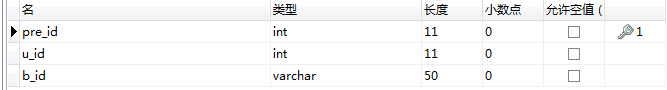 名 类型 长度 小数点 允许空值 (
pre_id int 11 0 1
u_id int 11 0
b_id varchar 50 0